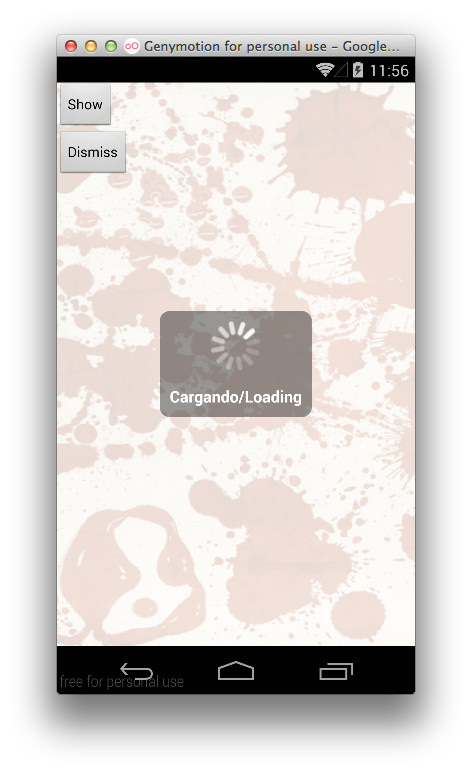 Genymotion for personal use – Google...
11:56
Show
Dismiss
Cargando/Loading
free for personal use